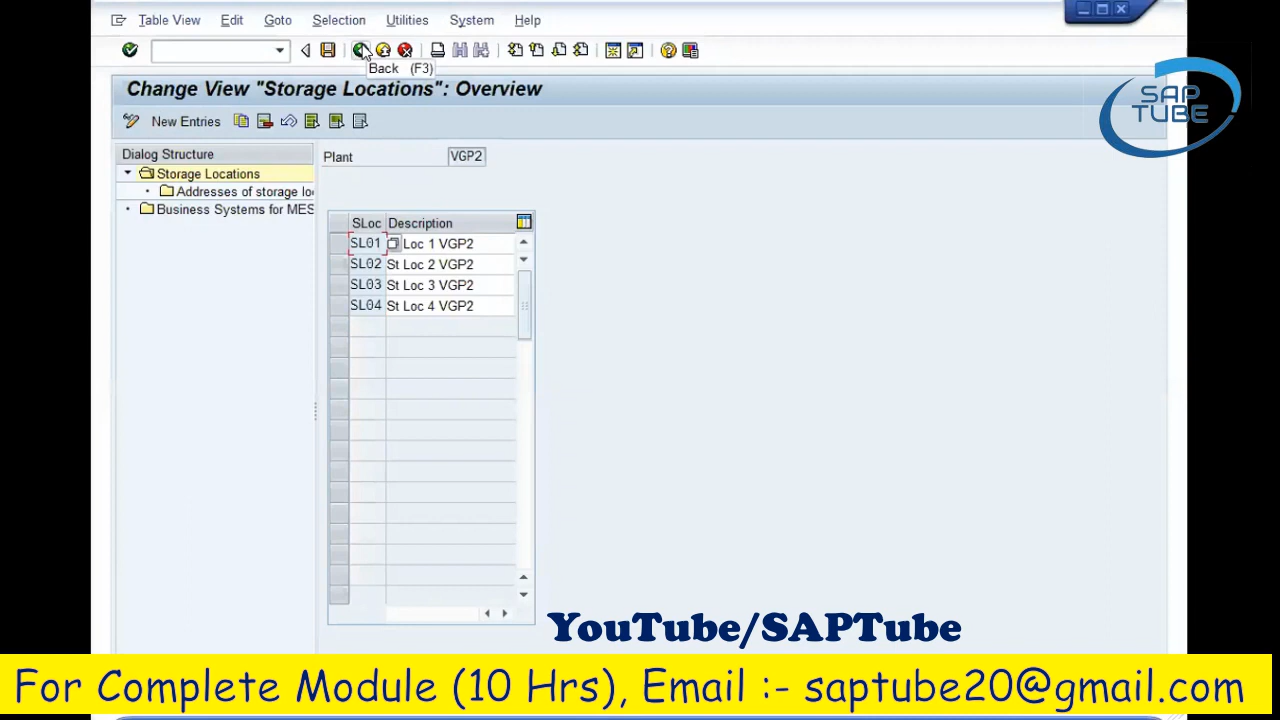 Table View Edit Goto Selection Utilities System Help
Back (F3)
Change View "Storage Locations": Overview
SAP
TUBE
New Entries
Dialog Structure
Storage Locations
Addresses of storage lo
Business Systems for MES
Plant VGP2
SLoc Description
SL01 Loc 1 VGP2
SL02 St Loc 2 VGP2
SL03 St Loc 3 VGP2
SL04 St Loc 4 VGP2
YouTube/SAPTube
For Complete Module (10 Hrs), Email :- saptube20@gmail.com